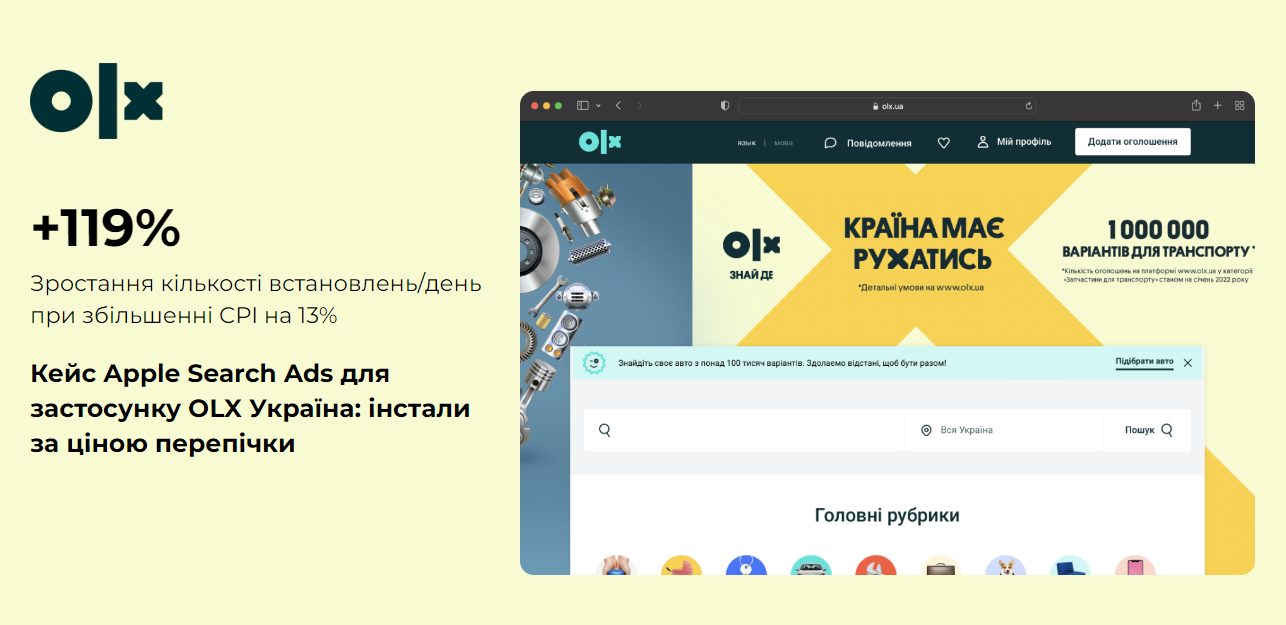 olx
+119%
Зростання кількості встановлень/день
при збільшенні CPI на 13%
Кейс Apple Search Ads для
застосунку OLX Україна: інстали
за ціною перепічки
olx.ua
olx
язык | мова
Повідомлення
Мій профіль
Додати оголошення
olx
ЗНАЙ ДЕ
КРАЇНА МАЄ
РУХАТИСЬ
*Детальні умови на www.olx.ua
1 000 000
ВАРІАНТІВ ДЛЯ ТРАНСПОРТУ*
*Кількість оголошень на платформі www.olx.ua у категорії
«Запчастини для транспорту» станом на січень 2022 року
Знайдіть своє авто з понад 100 тисяч варіантів. Здолаємо відстані, щоб бути разом!
Підібрати авто
Вся Україна
Пошук
Головні рубрики